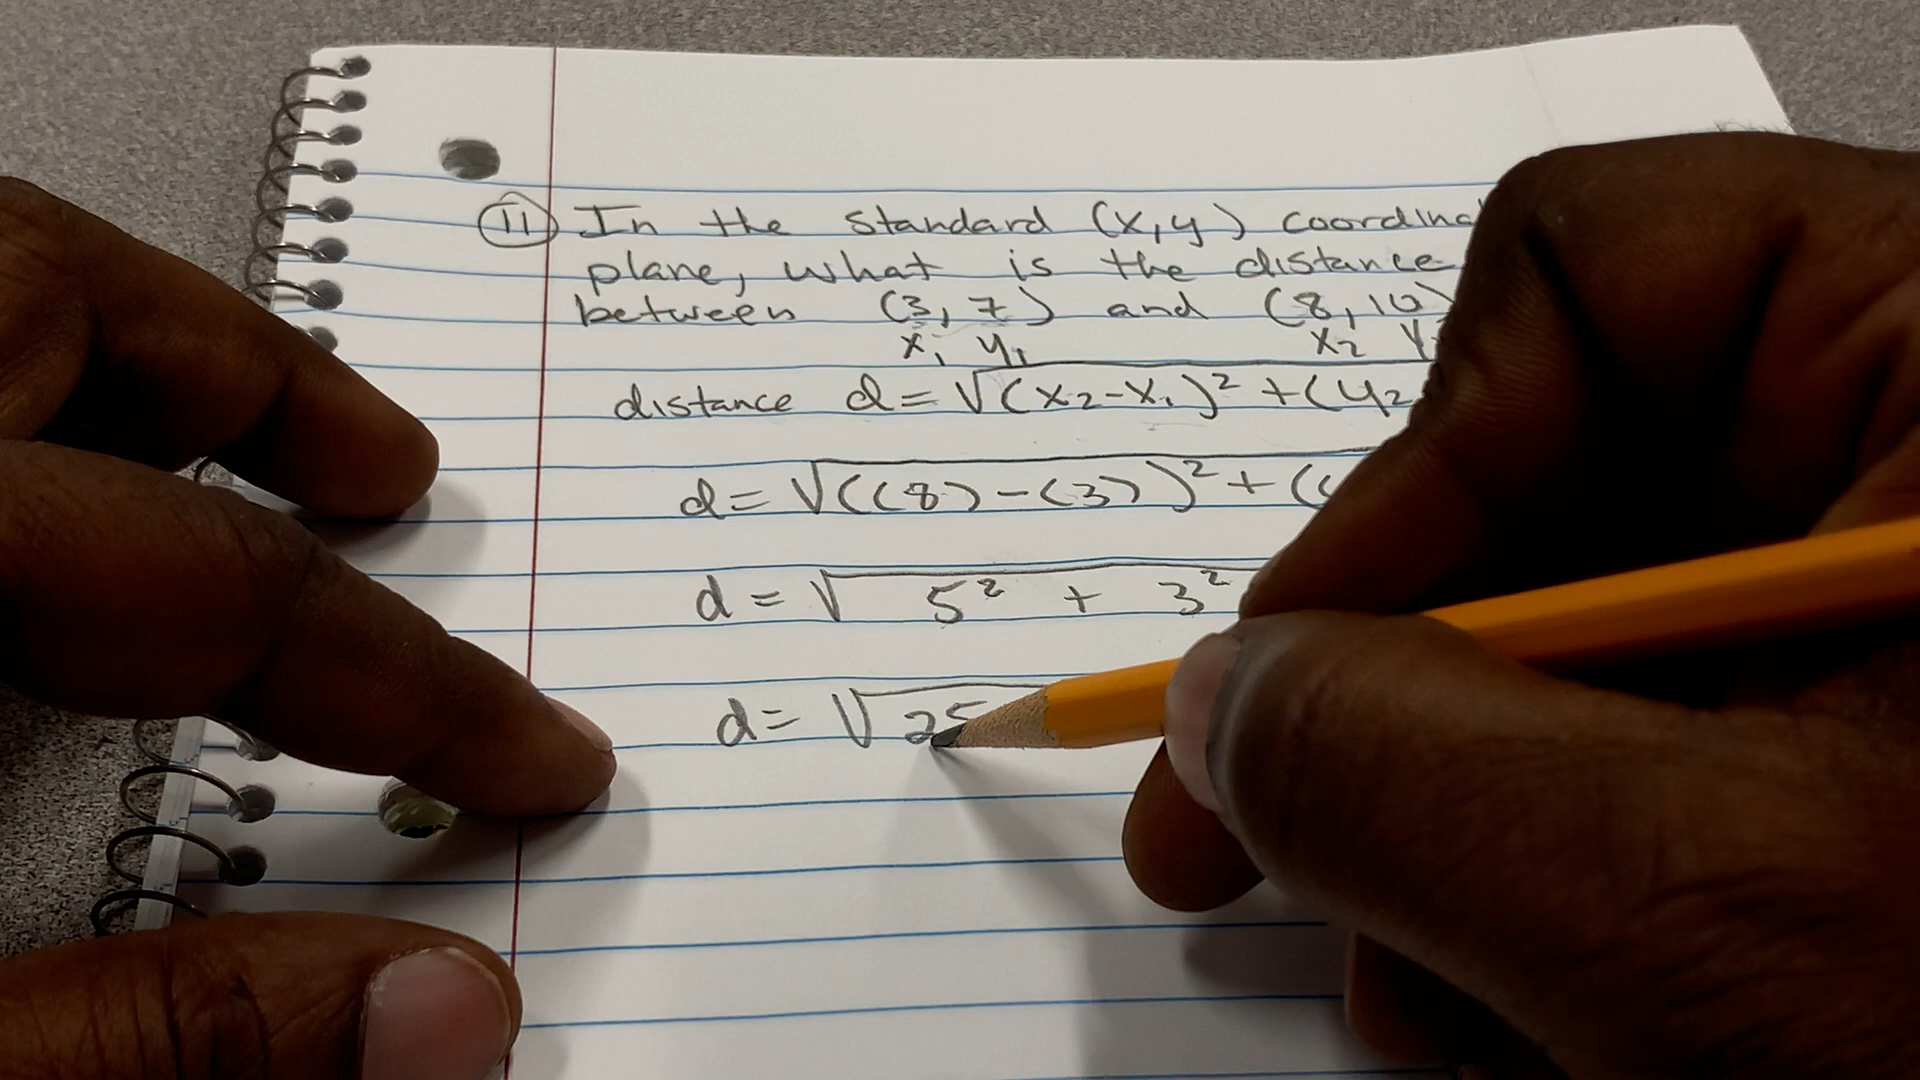 11 In the standard (x,y) coordina
plane, what is the distance
between (3, 7) and (8, 10)
x₁ y₁ x₂ y
distance d = √(x₂-x₁)² + (y₂
d = √((8) - (3))² + ((
d = √ 5² + 3²
d = √25